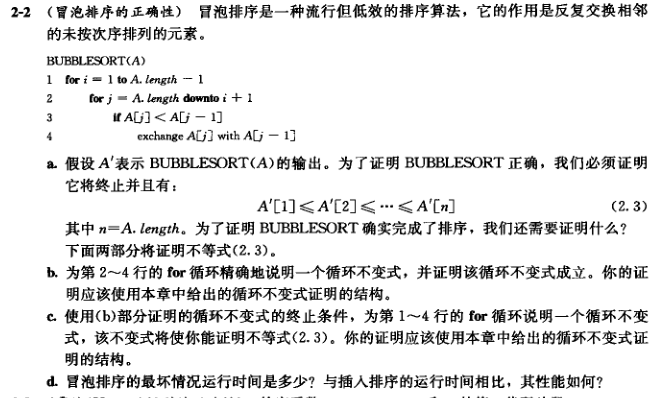 2-2 （冒泡排序的正确性） 冒泡排序是一种流行但低效的排序算法，它的作用是反复交换相邻
的未按次序排列的元素。
BUBBLESORT(A)
1 for i = 1 to A. length − 1
2 for j = A. length downto i + 1
3 if A[j] < A[j − 1]
4 exchange A[j] with A[j − 1]
a. 假设 A′表示 BUBBLESORT(A)的输出。为了证明 BUBBLESORT 正确，我们必须证明
它将终止并且有：
A′[1]≤A′[2]≤⋯≤A′[n] (2.3)
其中 n=A. length。为了证明 BUBBLESORT 确实完成了排序，我们还需要证明什么？
下面两部分将证明不等式(2.3)。
b. 为第 2～4 行的 for 循环精确地说明一个循环不变式，并证明该循环不变式成立。你的证
明应该使用本章中给出的循环不变式证明的结构。
c. 使用(b)部分证明的循环不变式的终止条件，为第 1～4 行的 for 循环说明一个循环不变
式，该不变式将使你能证明不等式(2.3)。你的证明应该使用本章中给出的循环不变式证
明的结构。
d. 冒泡排序的最坏情况运行时间是多少？与插入排序的运行时间相比，其性能如何？